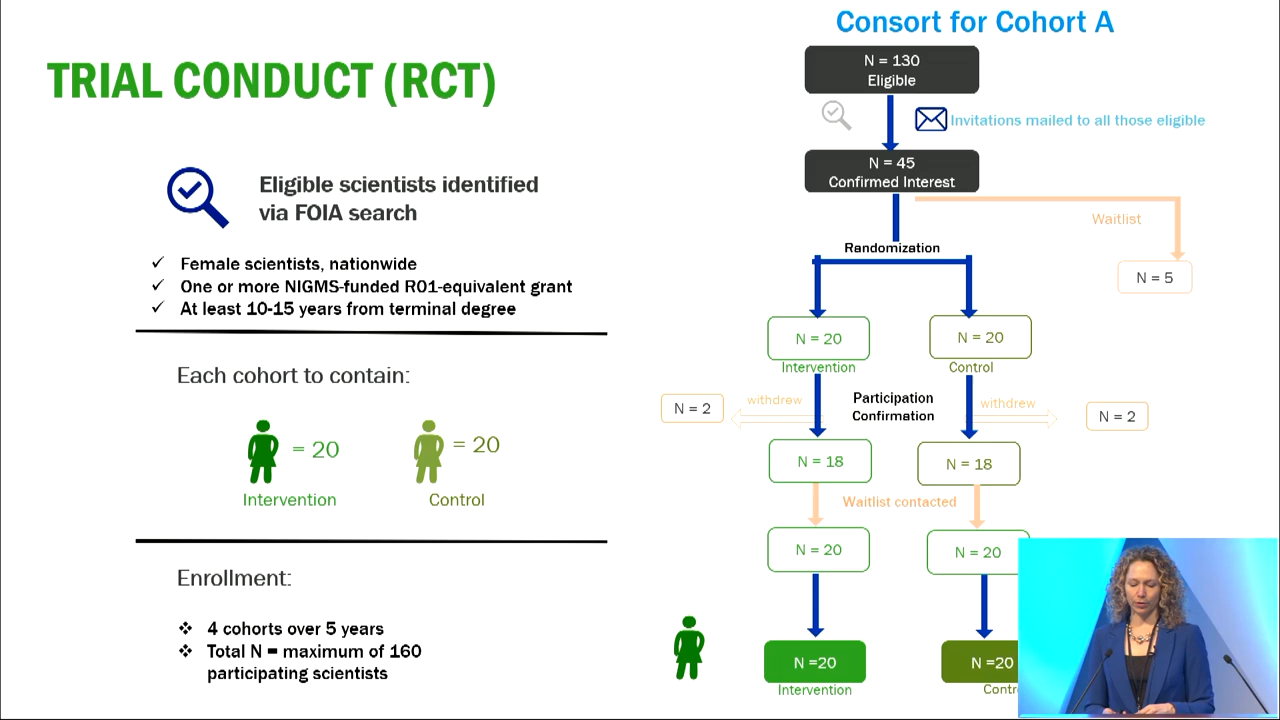 TRIAL CONDUCT (RCT)
Eligible scientists identified
via FOIA search
✓ Female scientists, nationwide
✓ One or more NIGMS-funded R01-equivalent grant
✓ At least 10-15 years from terminal degree
Each cohort to contain:
= 20
= 20
Intervention
Control
Enrollment:
❖ 4 cohorts over 5 years
❖ Total N = maximum of 160
participating scientists
Consort for Cohort A
N = 130
Eligible
Invitations mailed to all those eligible
N = 45
Confirmed Interest
Waitlist
N = 5
Randomization
N = 20
Intervention
N = 20
Control
N = 2
withdrew
Participation
Confirmation
withdrew
N = 2
N = 18
N = 18
Waitlist contacted
N = 20
N = 20
N =20
Intervention
N =20
Contr